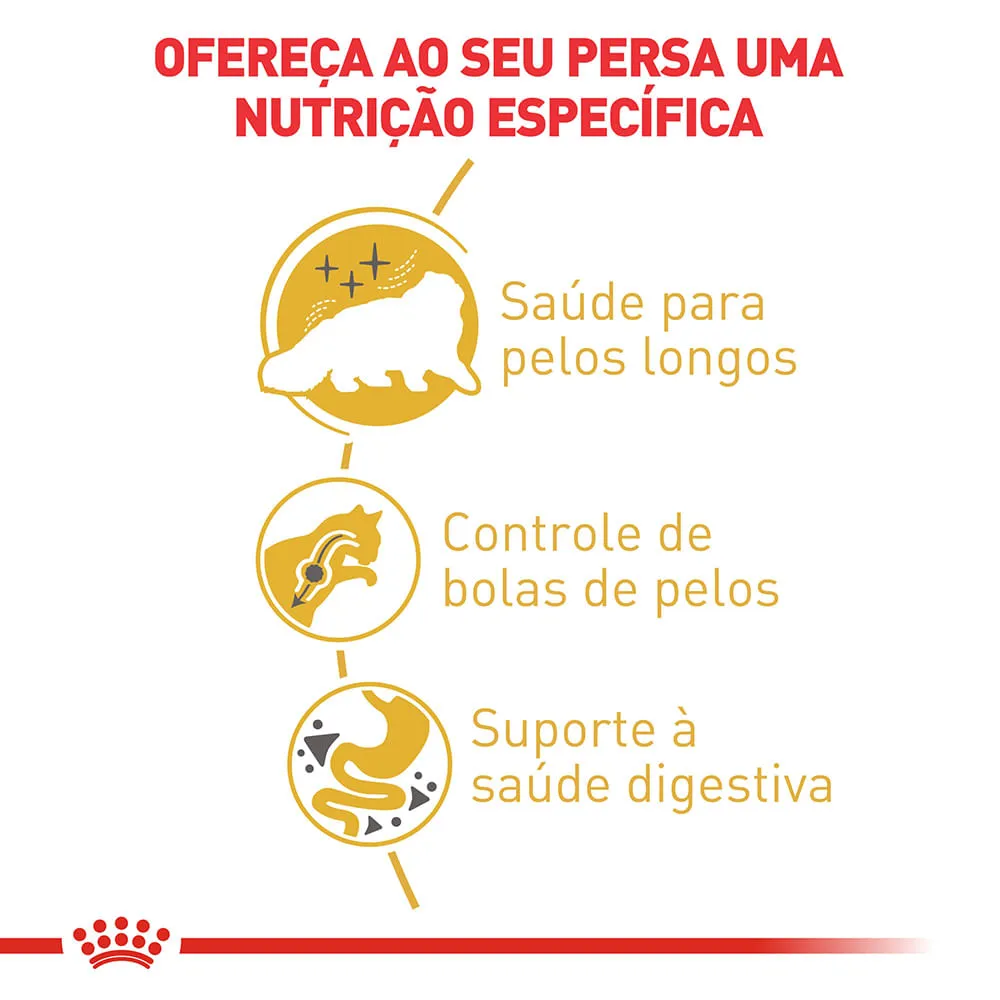 OFEREÇA AO SEU PERSA UMA
NUTRIÇÃO ESPECÍFICA
Saúde para
pelos longos
Controle de
bolas de pelos
Suporte à
saúde digestiva